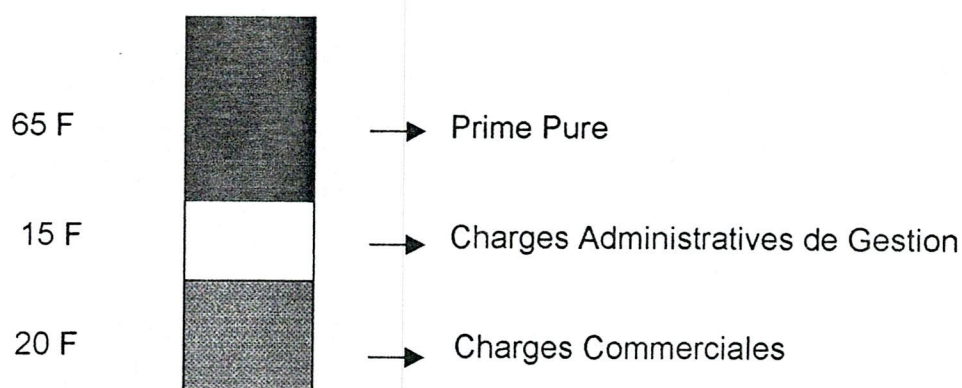 65 F Prime Pure
15 F Charges Administratives de Gestion
20 F Charges Commerciales